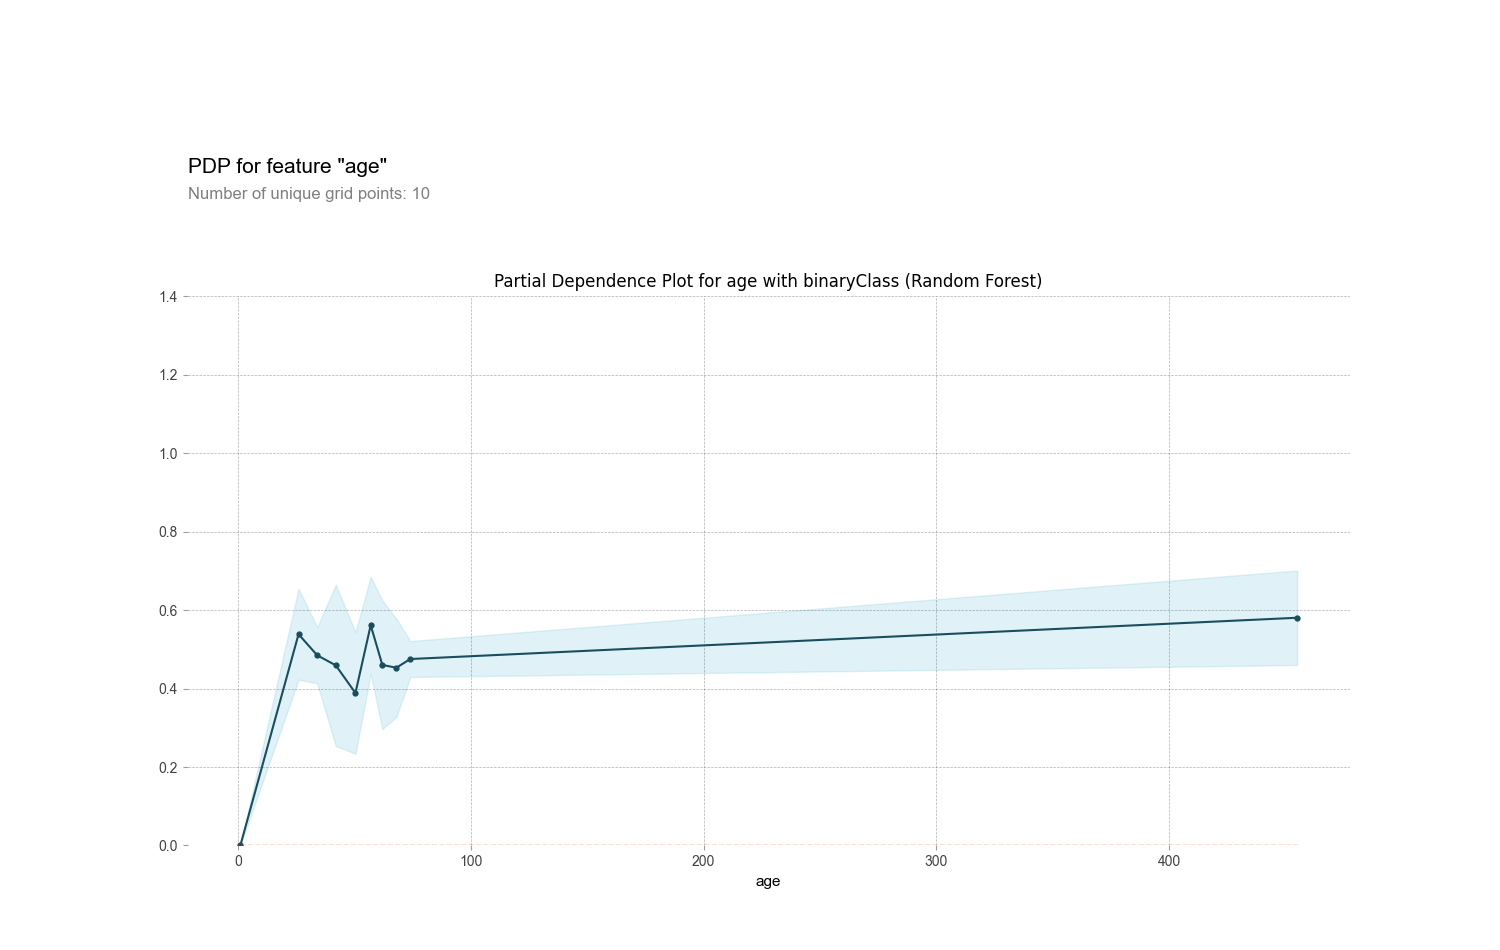 PDP for feature "age"
Number of unique grid points: 10
Partial Dependence Plot for age with binaryClass (Random Forest)
1.4
1.2
1.0
0.8
0.6
0.4
0.2
0.0
0 100 200 300 400
age